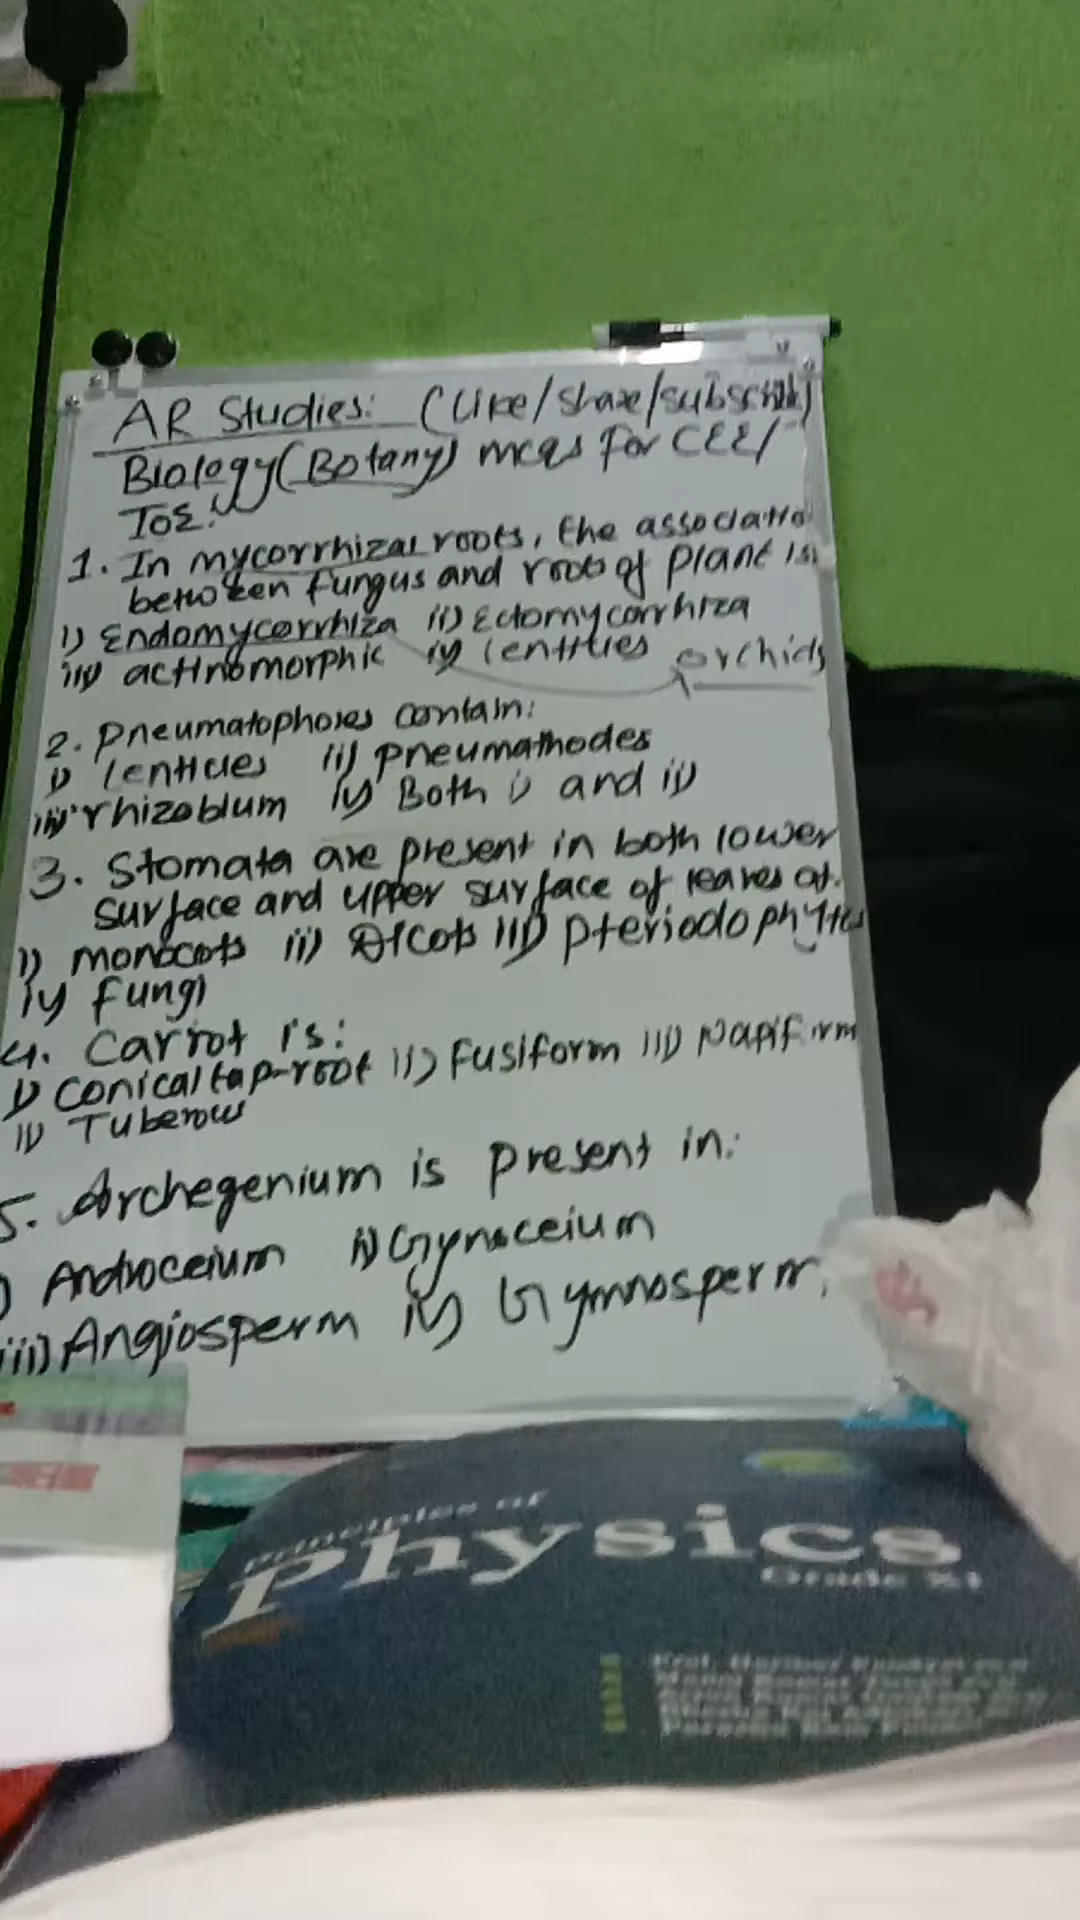 AR Studies: (Like/share/subscribe)
Biology(Botany) mcqs For CEE/
IOE:
1. In mycorrhizal roots, the associatio
between fungus and roots of plant is:
i) Endomycorrhiza ii) Ectomycorrhiza
iii) actinomorphic iv) lenticles orchids
2. Pneumatophores contain:
i) lenticles ii) pneumathodes
iii) rhizobium iv) Both i) and ii)
3. Stomata are present in both lower
surface and upper surface of leaves of:
i) monocots ii) Dicots iii) pteriodophytes
iv) fungi
4. Carrot is:
i) conical tap-root ii) Fusiform iii) Napiform
iv) Tuberous
5. Archegenium is present in:
i) Androceium ii) Gynoceium
iii) Angiosperm iv) Gymnosperm
Principles of
Physics
Grade XI